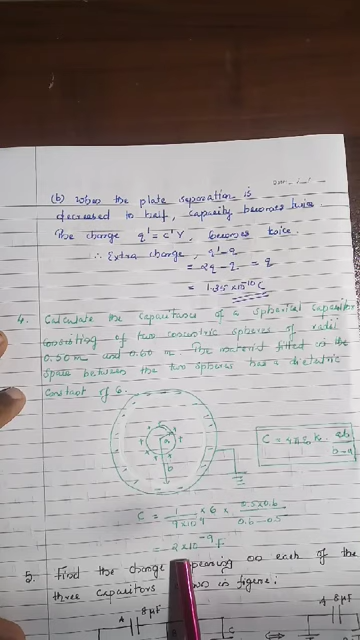 (b) When the plate separation is
decreased to half, capacity becomes twice.
The charge q' = c'V, becomes twice.
∴ Extra charge, q'-q
= 2q - q = q
= 1.35×10⁻¹⁰ C
4. Calculate the capacitance of a spherical capacitor
consisting of two concentric spheres of radii
0.50m and 0.60 m. The material filled in the
space between the two spheres has a dielectric
constant of 6.
a
b
C = 4πε₀k. ab
b-a
C = 1 × 6 × 0.5×0.6
9×10⁹ 0.6-0.5
= 2×10⁻⁹ F
5. Find the charge appearing on each of the
three capacitors in figure:
A 8μF
C
A 8μF